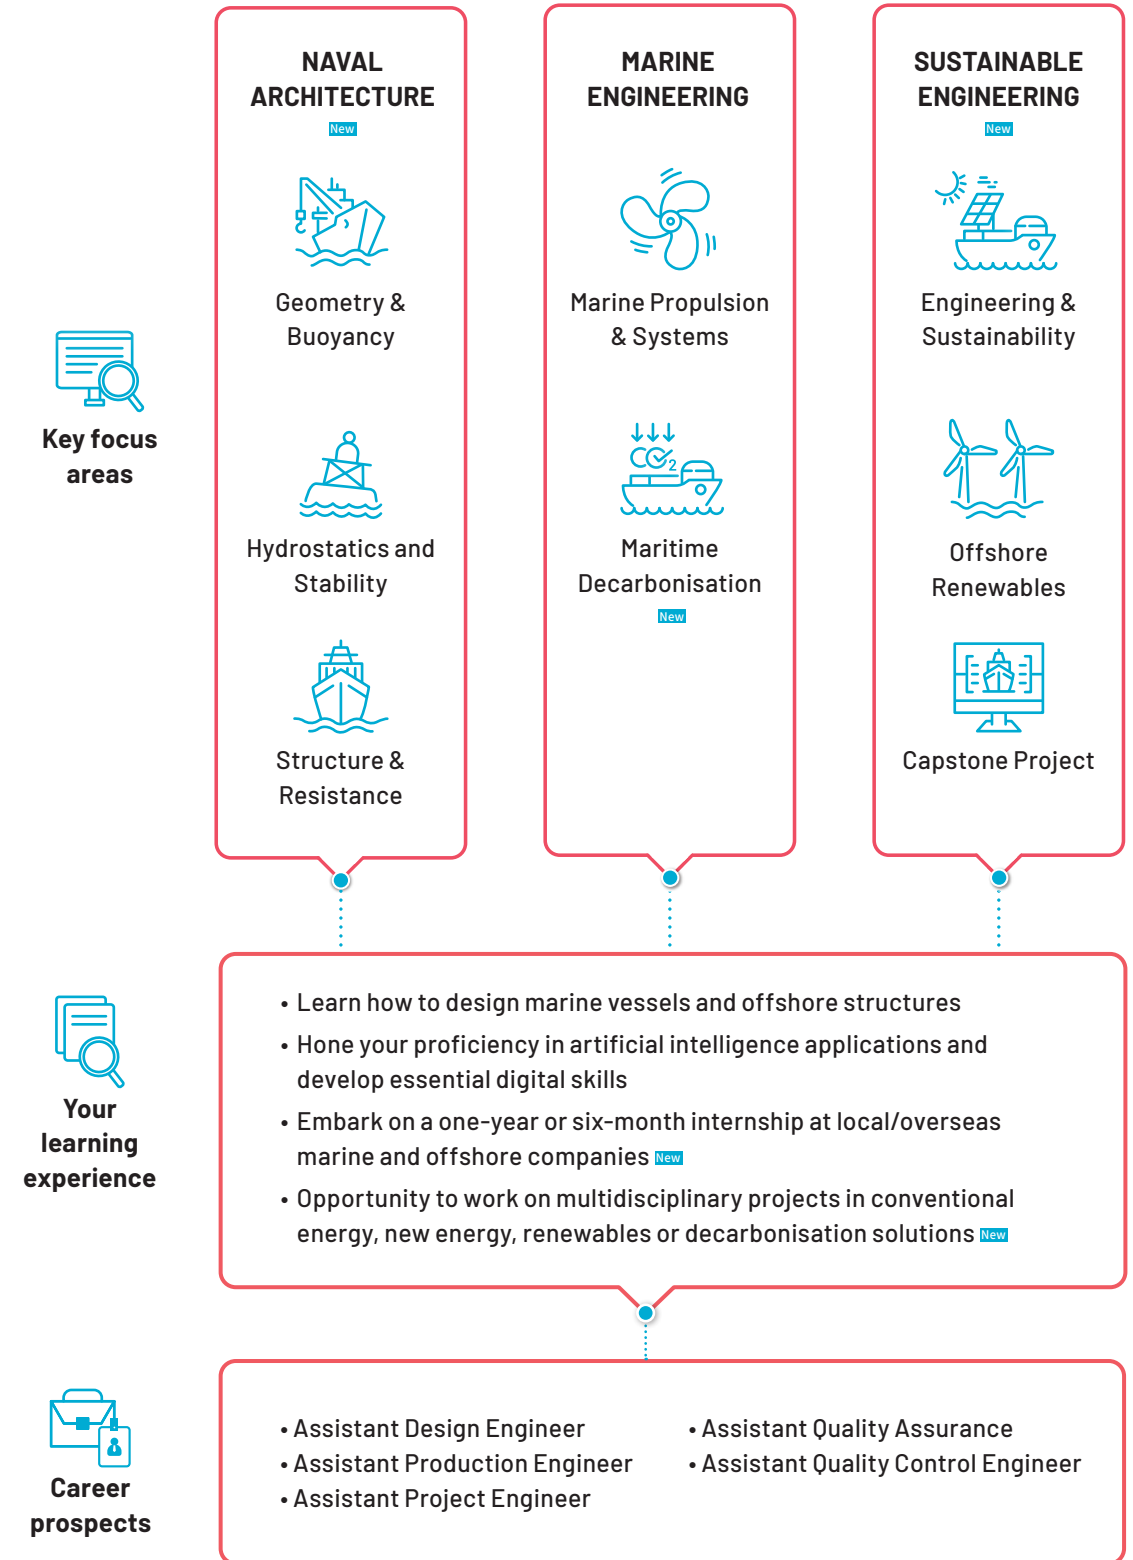 NAVAL
ARCHITECTURE
New
Geometry &
Buoyancy
Hydrostatics and
Stability
Structure &
Resistance
MARINE
ENGINEERING
Marine Propulsion
& Systems
CO2
Maritime
Decarbonisation
New
SUSTAINABLE
ENGINEERING
New
Engineering &
Sustainability
Offshore
Renewables
Capstone Project
Key focus
areas
Your
learning
experience
• Learn how to design marine vessels and offshore structures
• Hone your proficiency in artificial intelligence applications and
develop essential digital skills
• Embark on a one-year or six-month internship at local/overseas
marine and offshore companies New
• Opportunity to work on multidisciplinary projects in conventional
energy, new energy, renewables or decarbonisation solutions New
Career
prospects
• Assistant Design Engineer
• Assistant Production Engineer
• Assistant Project Engineer
• Assistant Quality Assurance
• Assistant Quality Control Engineer